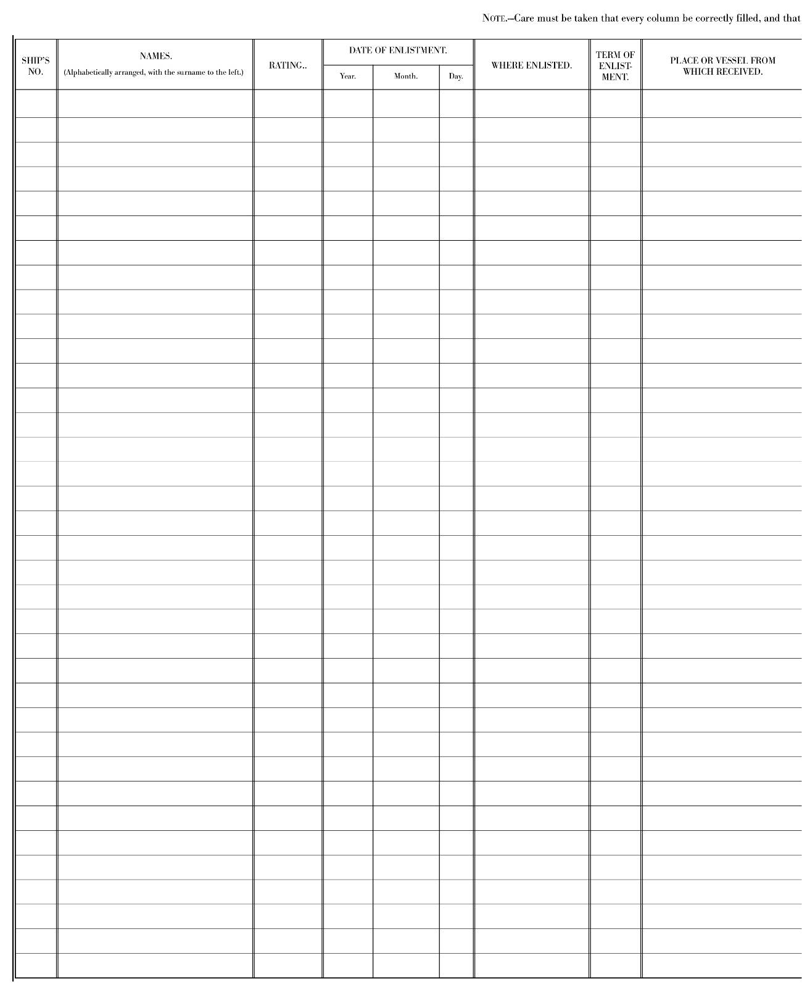 NOTE.--Care must be taken that every column be correctly filled, and that
SHIP'S
NO.
NAMES.
(Alphabetically arranged, with the surname to the left.)
RATING..
DATE OF ENLISTMENT.
Year.
Month.
Day.
WHERE ENLISTED.
TERM OF
ENLIST-
MENT.
PLACE OR VESSEL FROM
WHICH RECEIVED.